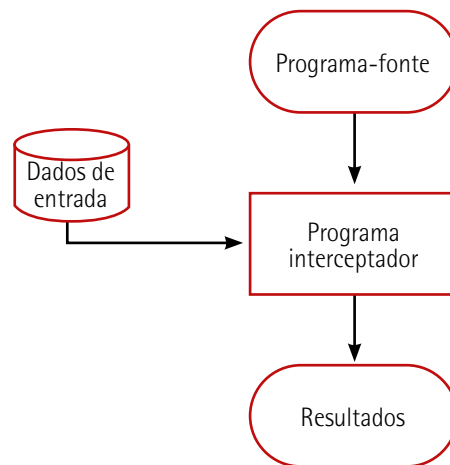 Programa-fonte
Dados de
entrada
Programa
interceptador
Resultados